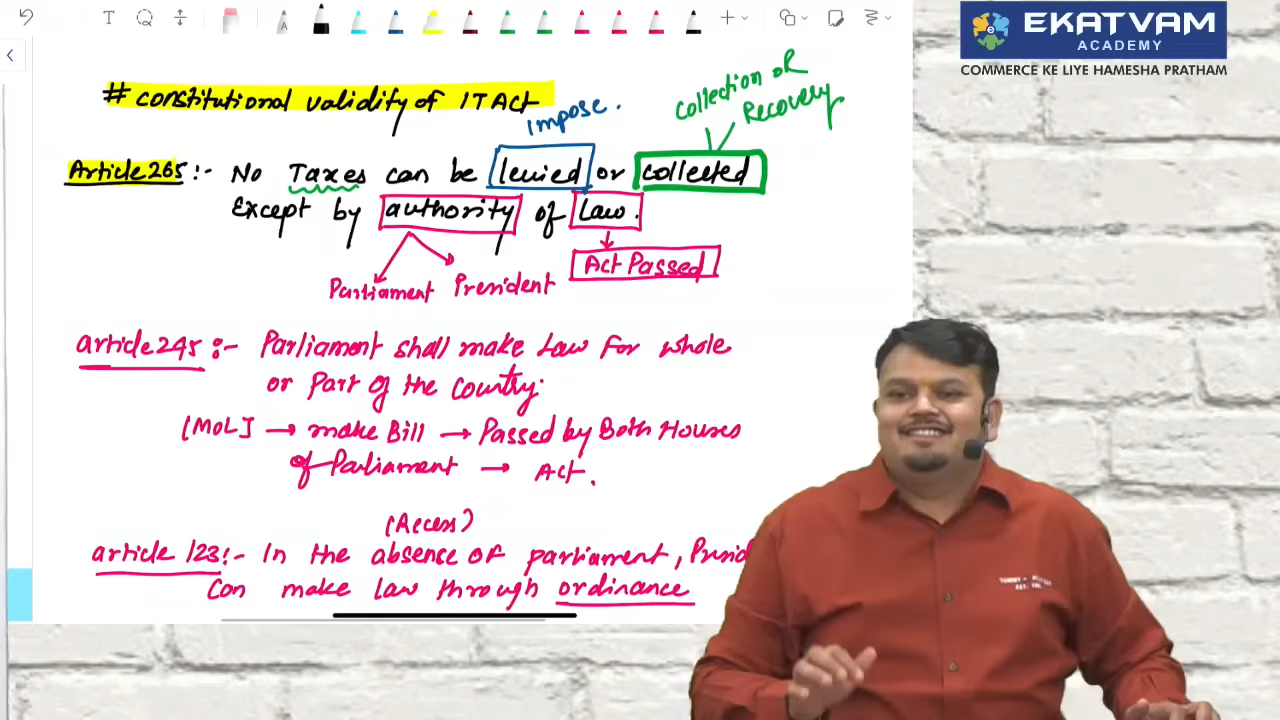 EKATVAM
ACADEMY
COMMERCE KE LIYE HAMESHA PRATHAM
# constitutional validity of IT Act
Impose.
Collection or
Recovery
Article 265:- No Taxes can be levied or collected
Except by authority of Law.
Act Passed
Parliament President
article 245:- Parliament shall make Law for whole
or Part of the Country.
[MOL] → make Bill → Passed by Both Houses
of Parliament → Act.
(Access)
article 123:- In the absence of parliament, Presid
Can make law through ordinance